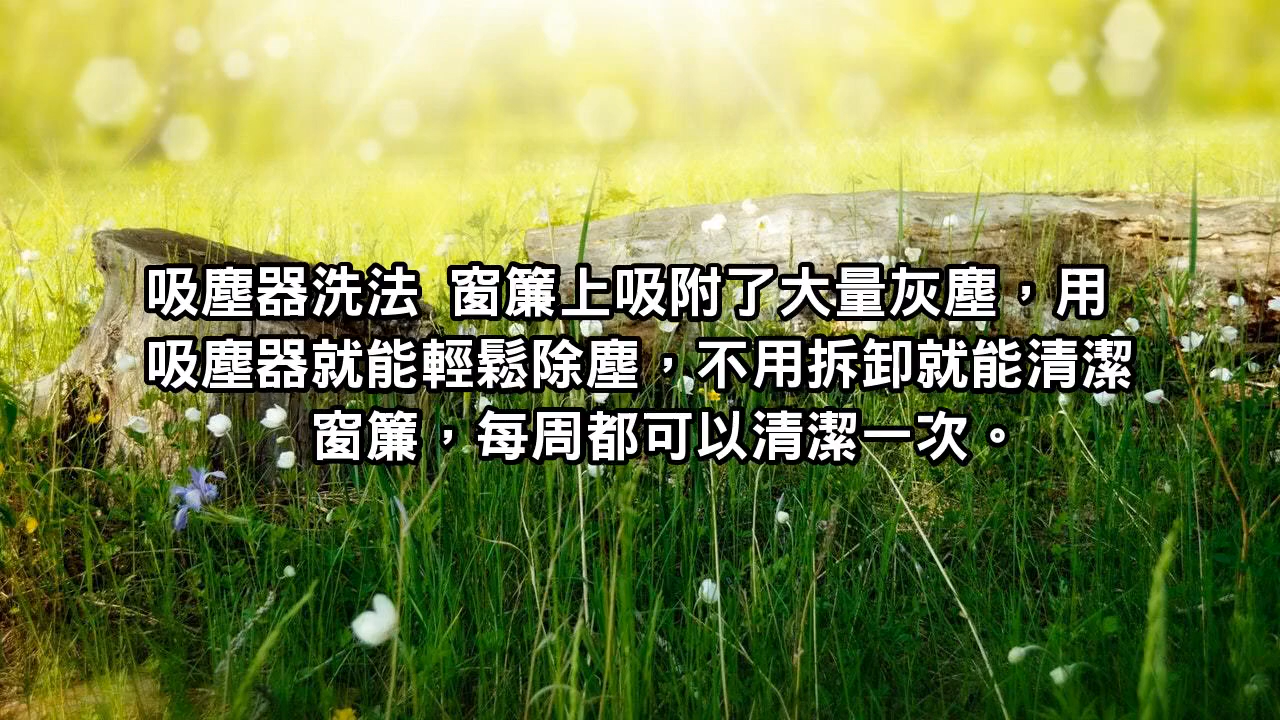 吸塵器洗法 窗簾上吸附了大量灰塵，用
吸塵器就能輕鬆除塵，不用拆卸就能清潔
窗簾，每周都可以清潔一次。